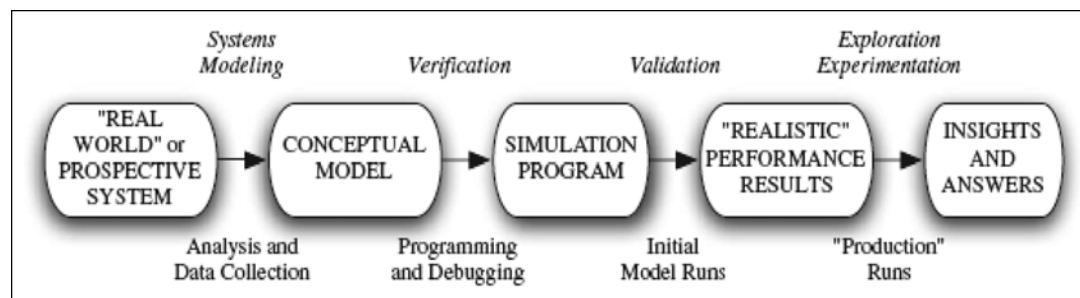 Systems
Modeling
Verification
Validation
Exploration
Experimentation
"REAL
WORLD" or
PROSPECTIVE
SYSTEM
CONCEPTUAL
MODEL
SIMULATION
PROGRAM
"REALISTIC"
PERFORMANCE
RESULTS
INSIGHTS
AND
ANSWERS
Analysis and
Data Collection
Programming
and Debugging
Initial
Model Runs
"Production"
Runs